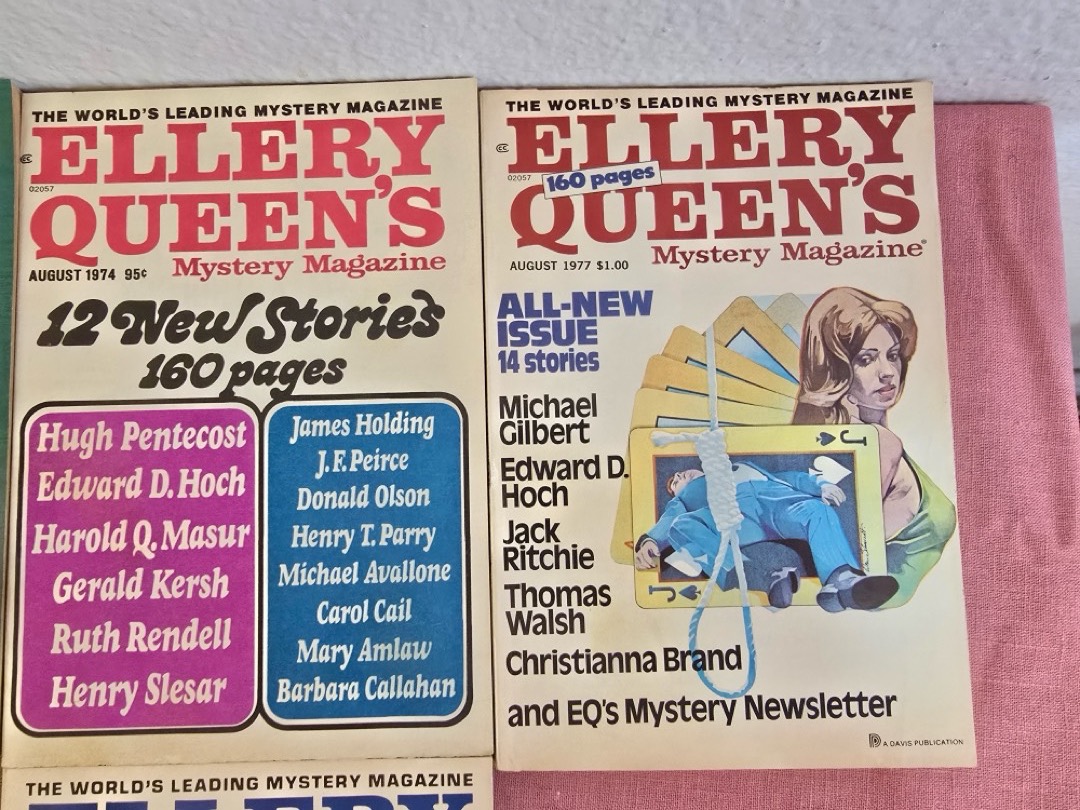 THE WORLD'S LEADING MYSTERY MAGAZINE
ELLERY
CC
02057
QUEEN'S
Mystery Magazine
AUGUST 1974 95¢
12 New Stories
160 pages
Hugh Pentecost
Edward D. Hoch
Harold Q. Masur
Gerald Kersh
Ruth Rendell
Henry Slesar
James Holding
J.F. Peirce
Donald Olson
Henry T. Parry
Michael Avallone
Carol Cail
Mary Amlaw
Barbara Callahan
THE WORLD'S LEADING MYSTERY MAGAZINE
ELLERY
CC
02057
160 pages
QUEEN'S
Mystery Magazine®
AUGUST 1977 $1.00
ALL-NEW
ISSUE
14 stories
Michael
Gilbert
Edward D.
Hoch
Jack
Ritchie
Thomas
Walsh
Christianna Brand
and EQ's Mystery Newsletter
J
J
A DAVIS PUBLICATION
THE WORLD'S LEADING MYSTERY MAGAZINE
ELLERY